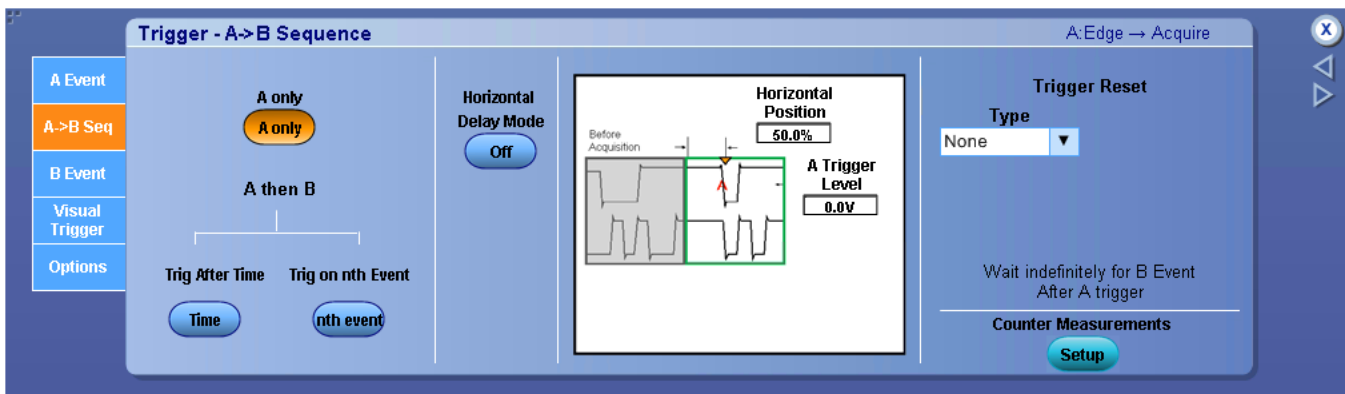 Trigger - A->B Sequence
A:Edge → Acquire
X
A Event
A->B Seq
B Event
Visual
Trigger
Options
A only
A only
A then B
Trig After Time
Trig on nth Event
Time
nth event
Horizontal
Delay Mode
Off
Before
Acquisition
Horizontal
Position
50.0%
A Trigger
Level
0.0V
A
Trigger Reset
Type
None
Wait indefinitely for B Event
After A trigger
Counter Measurements
Setup